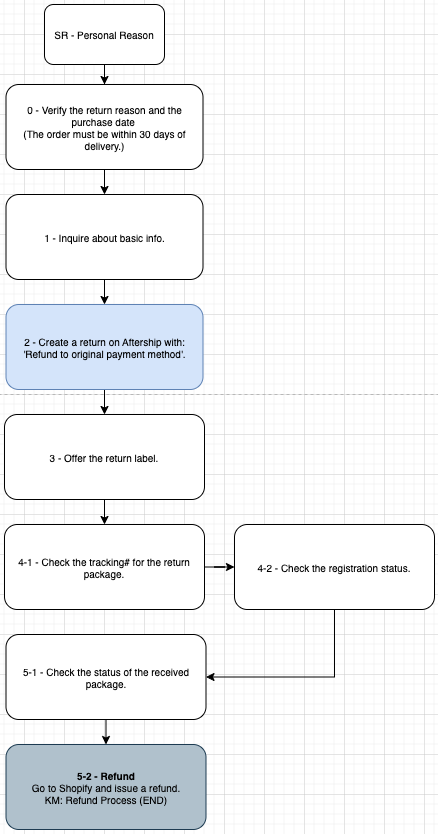 SR - Personal Reason
0 - Verify the return reason and the
purchase date
(The order must be within 30 days of
delivery.)
1 - Inquire about basic info.
2 - Create a return on Aftership with:
'Refund to original payment method'.
3 - Offer the return label.
4-1 - Check the tracking# for the return
package.
4-2 - Check the registration status.
5-1 - Check the status of the received
package.
5-2 - Refund
Go to Shopify and issue a refund.
KM: Refund Process (END)